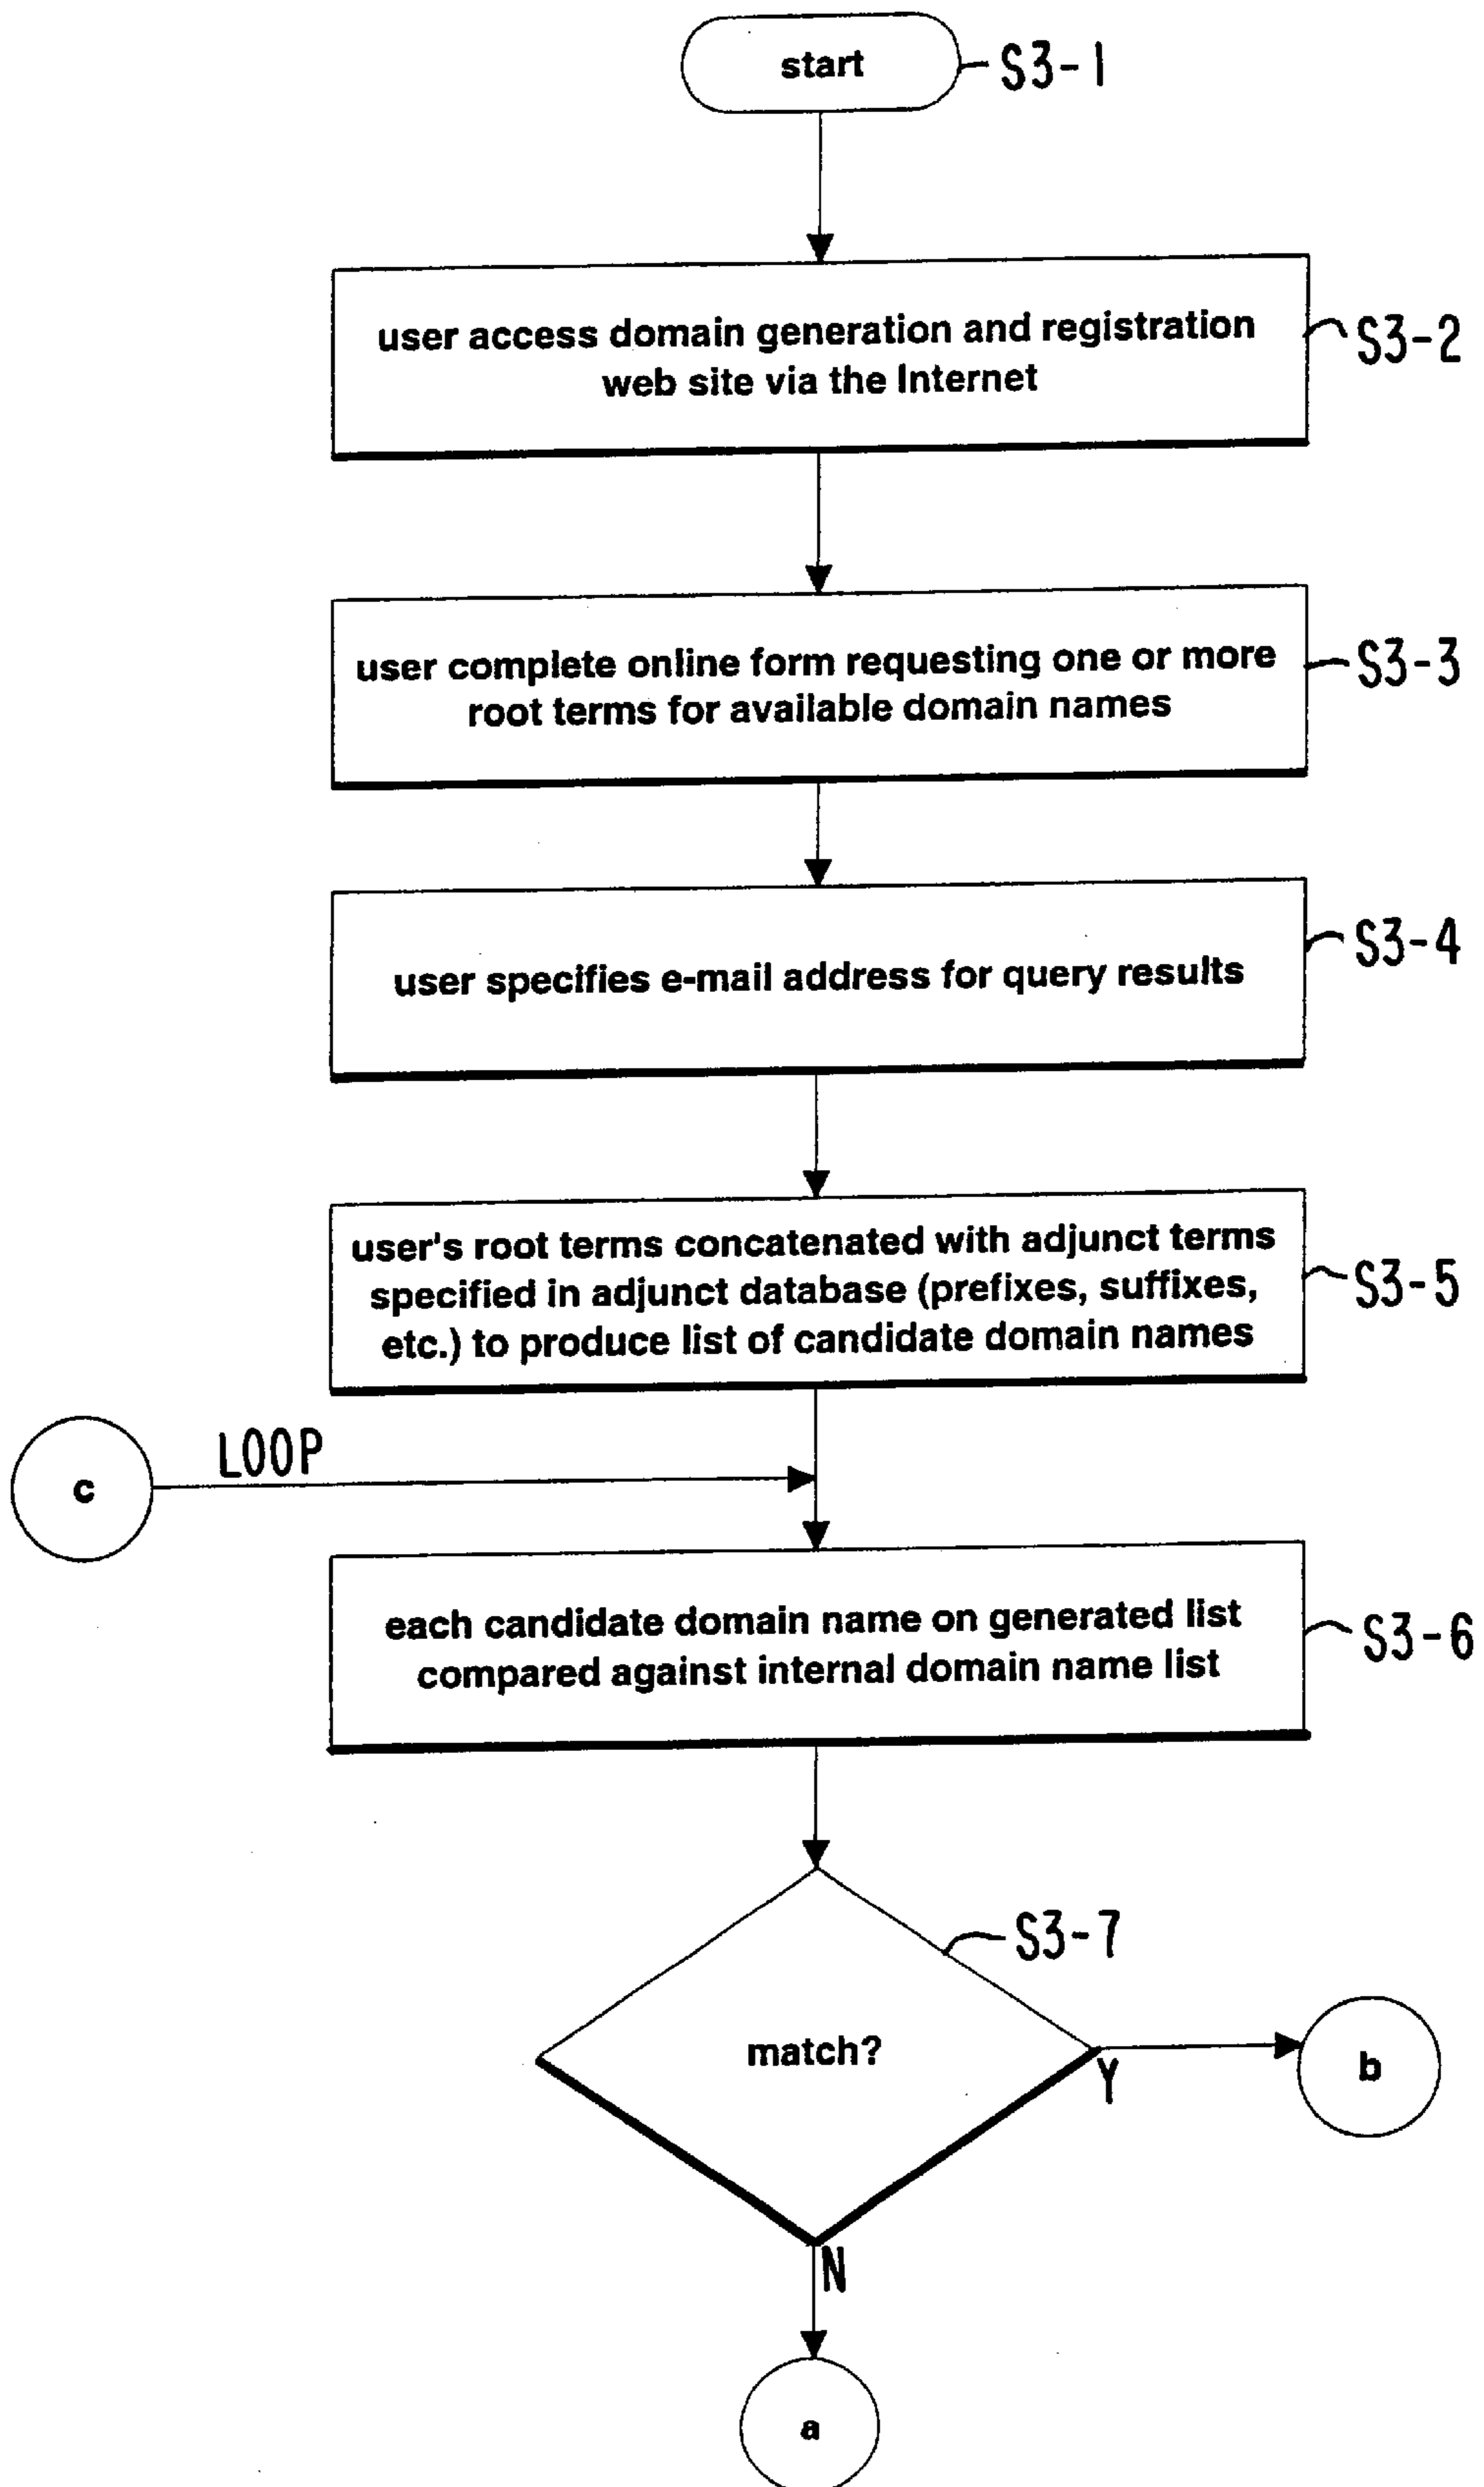 start
S3-1
user access domain generation and registration
web site via the Internet
S3-2
user complete online form requesting one or more
root terms for available domain names
S3-3
user specifies e-mail address for query results
S3-4
user's root terms concatenated with adjunct terms
specified in adjunct database (prefixes, suffixes,
etc.) to produce list of candidate domain names
S3-5
c
LOOP
each candidate domain name on generated list
compared against internal domain name list
S3-6
S3-7
match?
Y
b
N
a